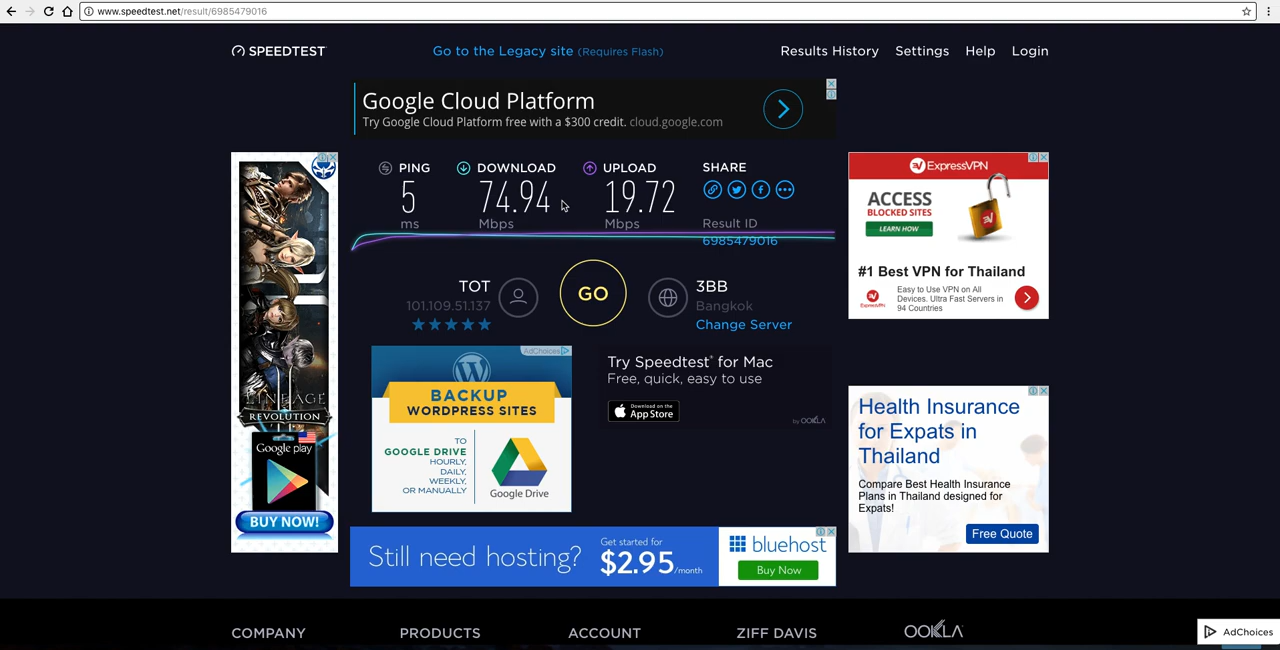 www.speedtest.net/result/6985479016
SPEEDTEST
Go to the Legacy site (Requires Flash)
Results History Settings Help Login
Google Cloud Platform
Try Google Cloud Platform free with a $300 credit. cloud.google.com
PING
5
ms
DOWNLOAD
74.94
Mbps
UPLOAD
19.72
Mbps
SHARE
Result ID
6985479016
TOT
101.109.51.137
GO
3BB
Bangkok
Change Server
LINEAGE
REVOLUTION
Google play
BUY NOW!
ExpressVPN
ACCESS
BLOCKED SITES
LEARN HOW
#1 Best VPN for Thailand
ExpressVPN
Easy to Use VPN on All
Devices. Ultra Fast Servers in
94 Countries
AdChoices
BACKUP
WORDPRESS SITES
TO
GOOGLE DRIVE
HOURLY,
DAILY,
WEEKLY,
OR MANUALLY
Google Drive
Try Speedtest® for Mac
Free, quick, easy to use
Download on the
App Store
by OOKLA
Health Insurance
for Expats in
Thailand
Compare Best Health Insurance
Plans in Thailand designed for
Expats!
Free Quote
Still need hosting?
Get started for
$2.95/month
bluehost
Buy Now
COMPANY PRODUCTS ACCOUNT ZIFF DAVIS OOKLA
AdChoices